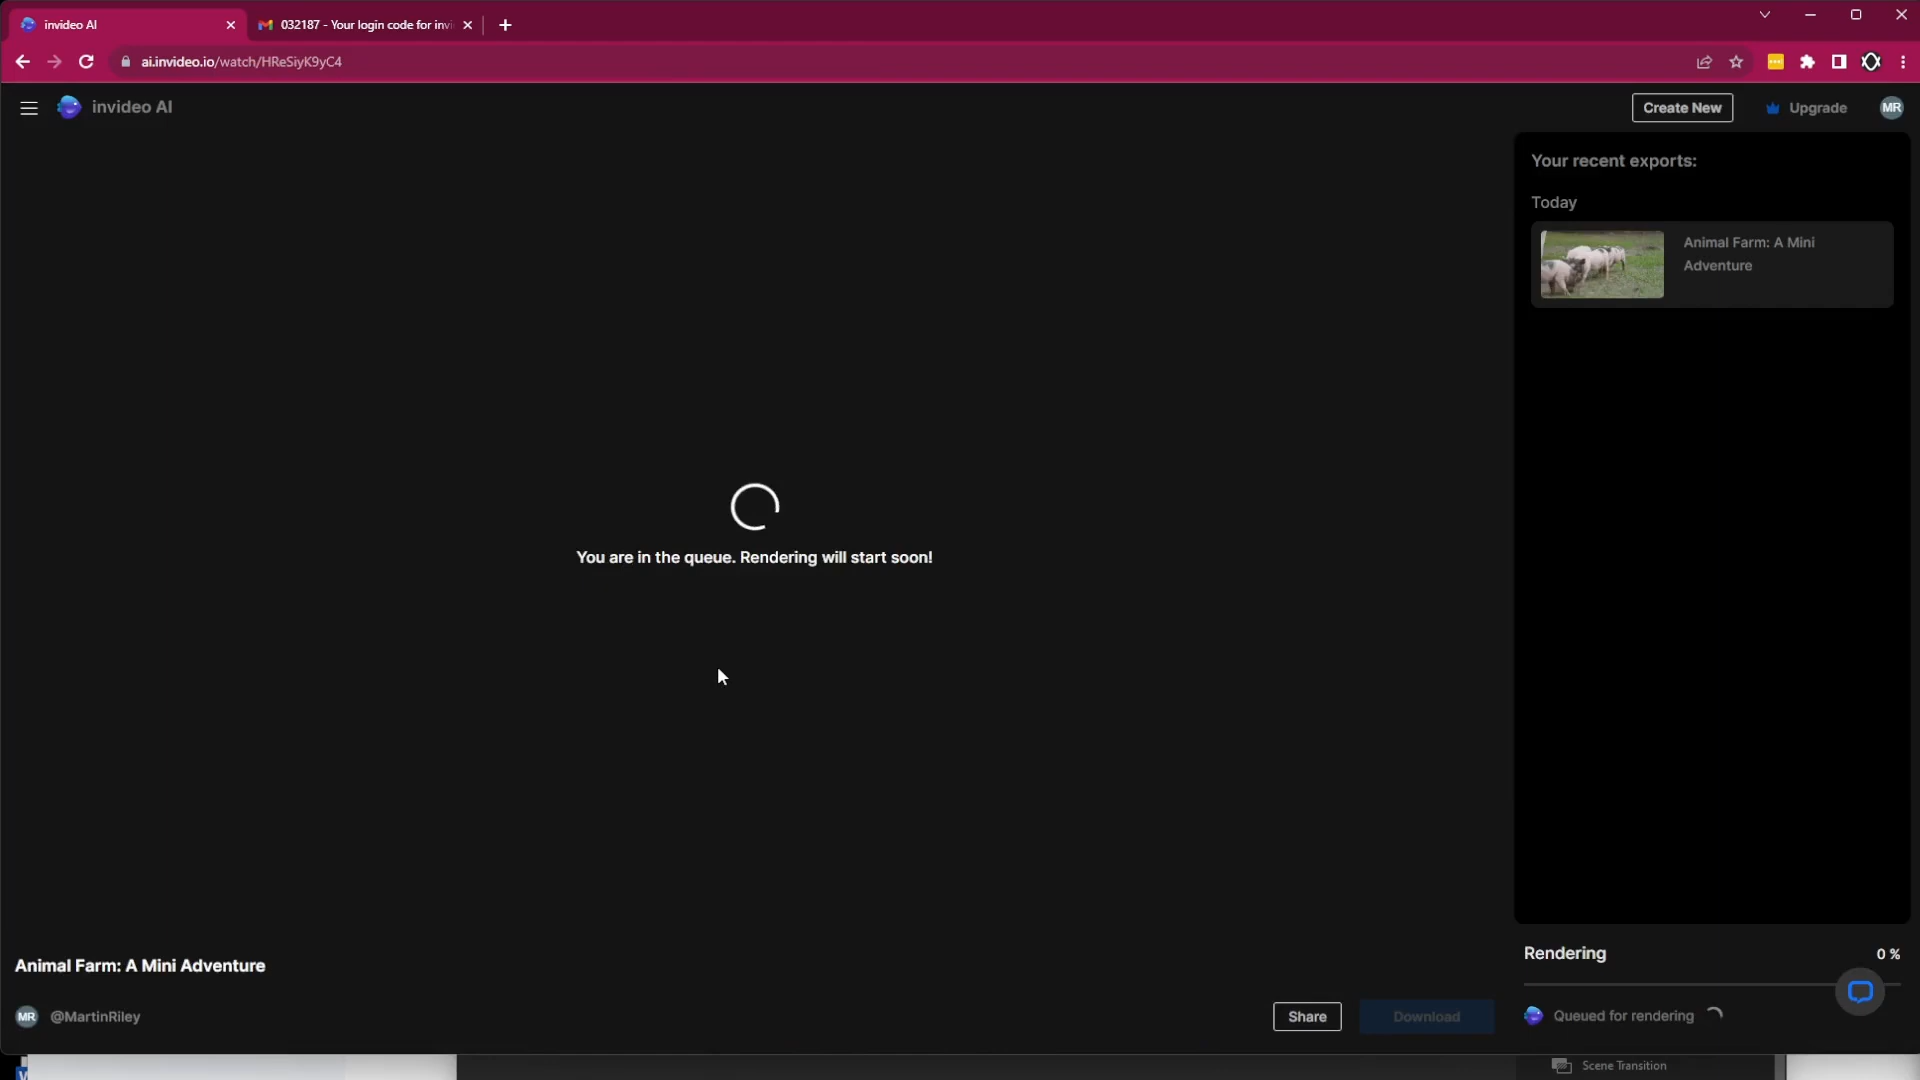 invideo AI
032187 - Your login code for invi
ai.invideo.io/watch/HReSiyK9yC4
invideo AI
Create New
Upgrade
MR
Your recent exports:
Today
Animal Farm: A Mini
Adventure
You are in the queue. Rendering will start soon!
Animal Farm: A Mini Adventure
MR
@MartinRiley
Share
Download
Rendering
0 %
Queued for rendering
Scene Transition
W